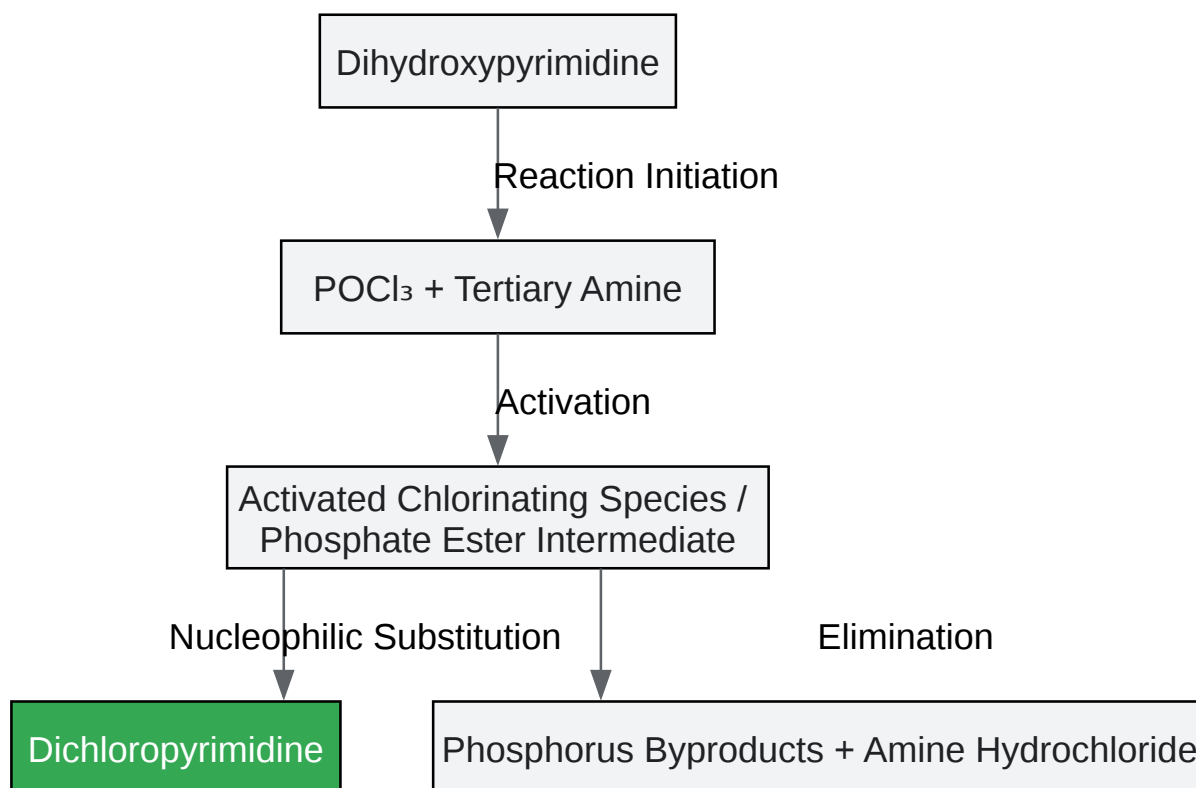 Dihydroxypyrimidine
Reaction Initiation
POCl₃ + Tertiary Amine
Activation
Activated Chlorinating Species /
Phosphate Ester Intermediate
Nucleophilic Substitution
Elimination
Dichloropyrimidine
Phosphorus Byproducts + Amine Hydrochloride